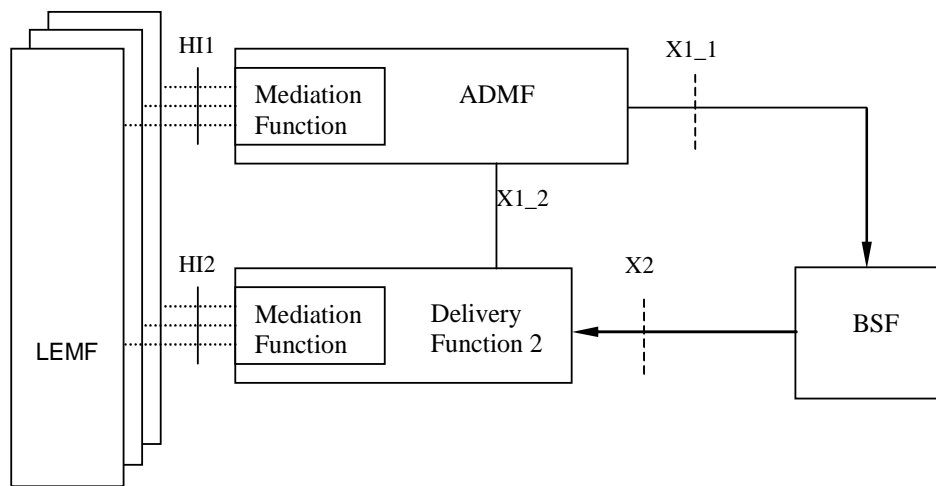 HI1
X1_1
Mediation
Function
ADMF
X1_2
HI2
X2
Mediation
Function
Delivery
Function 2
BSF
LEMF